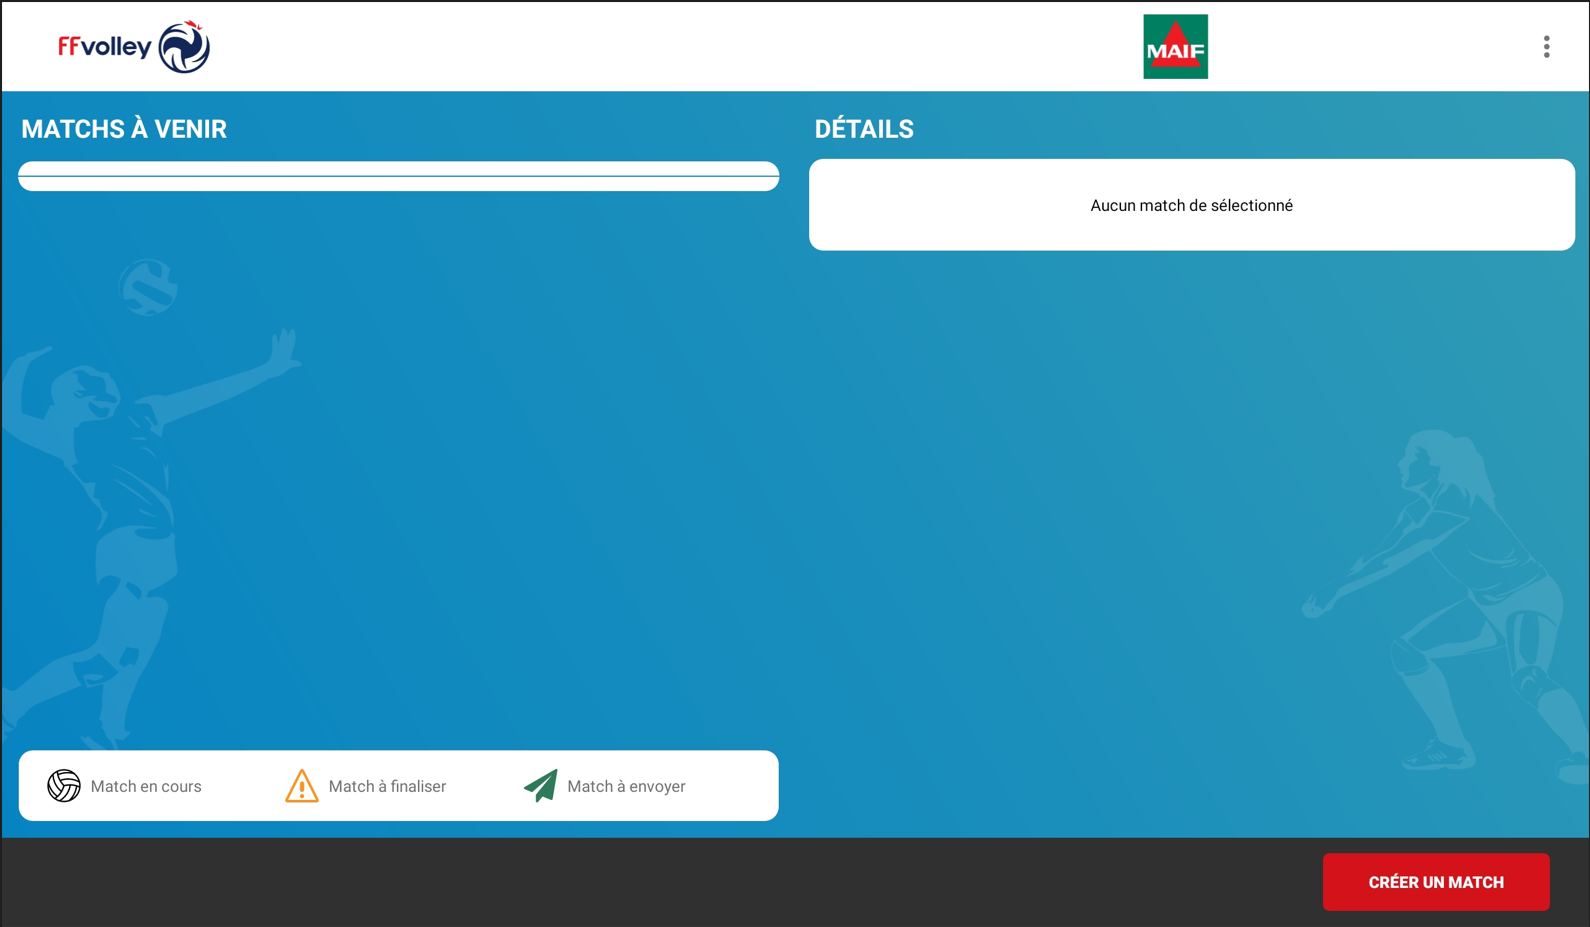 FFvolley
MAIF
MATCHS À VENIR
DÉTAILS
Aucun match de sélectionné
Match en cours
Match à finaliser
Match à envoyer
CRÉER UN MATCH